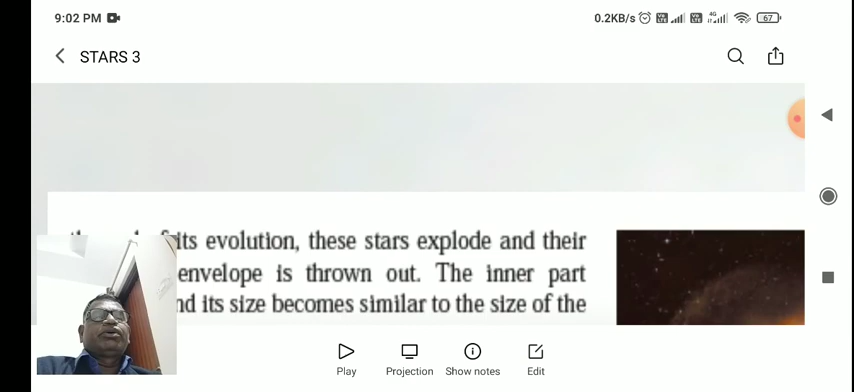 9:02 PM
0.2KB/s 4G 67
STARS 3
its evolution, these stars explode and their
envelope is thrown out. The inner part
nd its size becomes similar to the size of the
Play Projection Show notes Edit